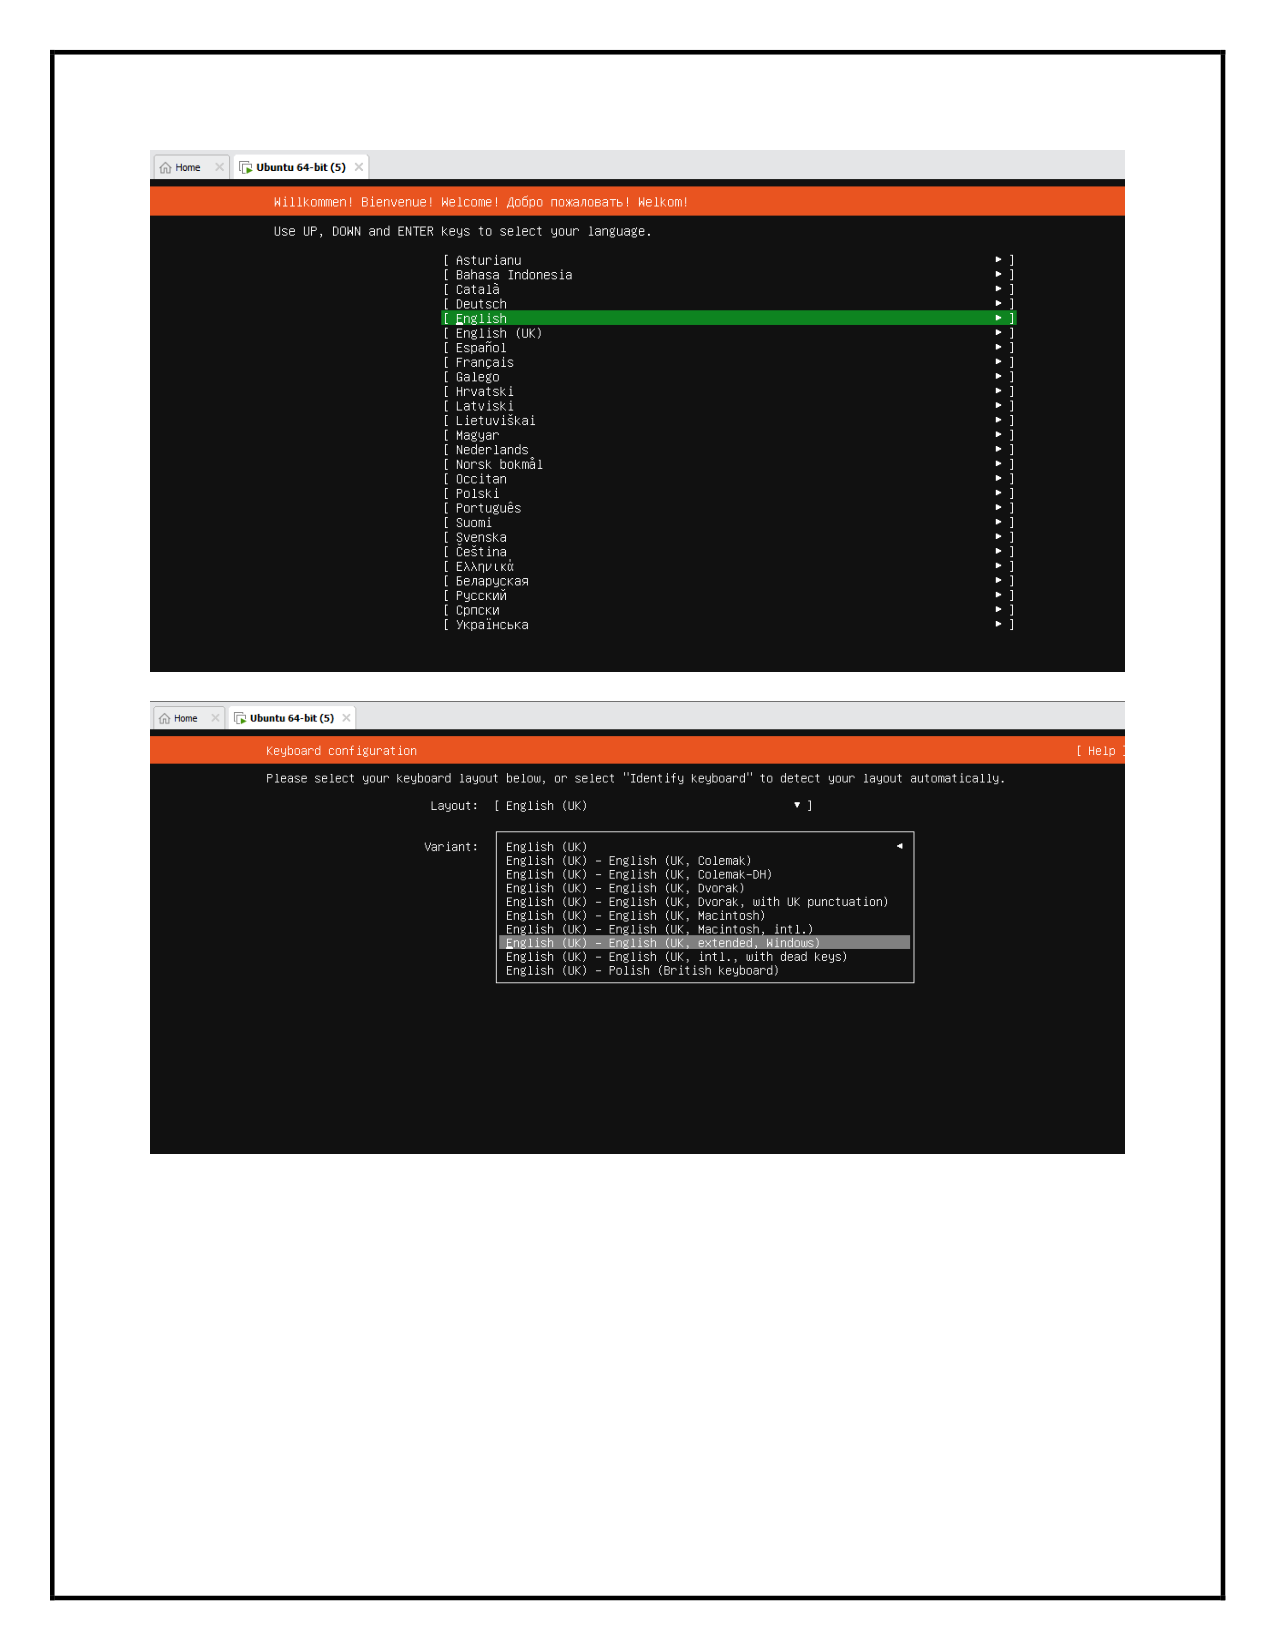 Home × Ubuntu 64-bit (5) ×
Willkommen! Bienvenue! Welcome! Добро пожаловать! Welkom!
Use UP, DOWN and ENTER keys to select your language.
[ Asturianu ► ]
[ Bahasa Indonesia ► ]
[ Català ► ]
[ Deutsch ► ]
[ English ► ]
[ English (UK) ► ]
[ Español ► ]
[ Français ► ]
[ Galego ► ]
[ Hrvatski ► ]
[ Latviski ► ]
[ Lietuviškai ► ]
[ Magyar ► ]
[ Nederlands ► ]
[ Norsk bokmål ► ]
[ Occitan ► ]
[ Polski ► ]
[ Português ► ]
[ Suomi ► ]
[ Svenska ► ]
[ Čeština ► ]
[ Ελληνικά ► ]
[ Беларуская ► ]
[ Русский ► ]
[ Српски ► ]
[ Українська ► ]
Home × Ubuntu 64-bit (5) ×
Keyboard configuration [ Help ]
Please select your keyboard layout below, or select "Identify keyboard" to detect your layout automatically.
Layout: [ English (UK) ▼ ]
Variant: English (UK) ◄
English (UK) – English (UK, Colemak)
English (UK) – English (UK, Colemak-DH)
English (UK) – English (UK, Dvorak)
English (UK) – English (UK, Dvorak, with UK punctuation)
English (UK) – English (UK, Macintosh)
English (UK) – English (UK, Macintosh, intl.)
English (UK) – English (UK, extended, Windows)
English (UK) – English (UK, intl., with dead keys)
English (UK) – Polish (British keyboard)